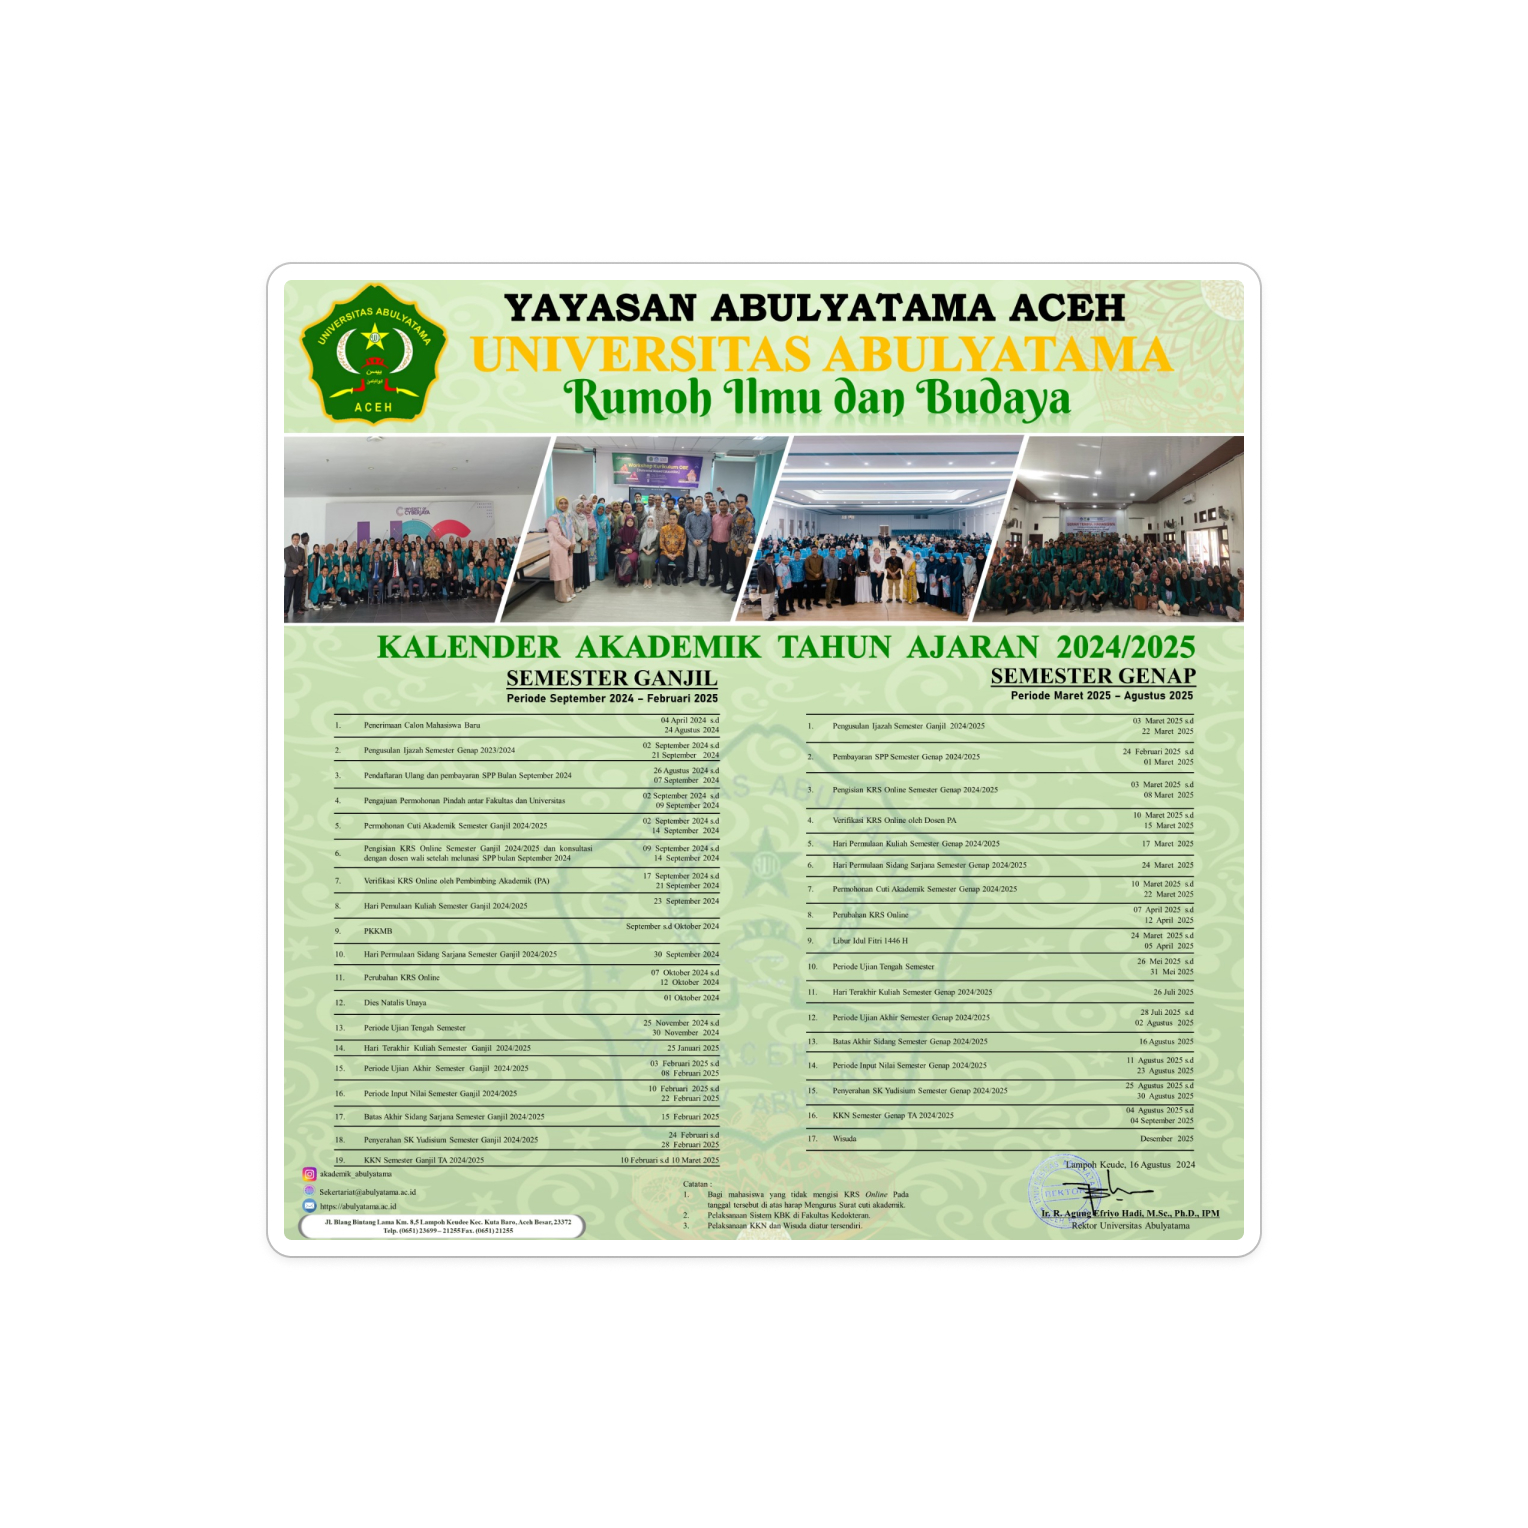 UNIVERSITAS ABULYATAMA
ACEH
YAYASAN ABULYATAMA ACEH
UNIVERSITAS ABULYATAMA
Rumoh Ilmu dan Budaya
KALENDER AKADEMIK TAHUN AJARAN 2024/2025
SEMESTER GANJIL
Periode September 2024 – Februari 2025
1. Penerimaan Calon Mahasiswa Baru 04 April 2024 s.d
24 Agustus 2024
2. Pengusulan Ijazah Semester Genap 2023/2024 02 September 2024 s.d
21 September 2024
3. Pendaftaran Ulang dan pembayaran SPP Bulan September 2024 26 Agustus 2024 s.d
07 September 2024
4. Pengajuan Permohonan Pindah antar Fakultas dan Universitas 02 September 2024 s.d
09 September 2024
5. Permohonan Cuti Akademik Semester Ganjil 2024/2025 02 September 2024 s.d
14 September 2024
6. Pengisian KRS Online Semester Ganjil 2024/2025 dan konsultasi 09 September 2024 s.d
dengan dosen wali setelah melunasi SPP bulan September 2024 14 September 2024
7. Verifikasi KRS Online oleh Pembimbing Akademik (PA) 17 September 2024 s.d
21 September 2024
8. Hari Pemulaan Kuliah Semester Ganjil 2024/2025 23 September 2024
9. PKKMB September s.d Oktober 2024
10. Hari Permulaan Sidang Sarjana Semester Ganjil 2024/2025 30 September 2024
11. Perubahan KRS Online 07 Oktober 2024 s.d
12 Oktober 2024
12. Dies Natalis Unaya 01 Oktober 2024
13. Periode Ujian Tengah Semester 25 November 2024 s.d
30 November 2024
14. Hari Terakhir Kuliah Semester Ganjil 2024/2025 25 Januari 2025
15. Periode Ujian Akhir Semester Ganjil 2024/2025 03 Februari 2025 s.d
08 Februari 2025
16. Periode Input Nilai Semester Ganjil 2024/2025 10 Februari 2025 s.d
22 Februari 2025
17. Batas Akhir Sidang Sarjana Semester Ganjil 2024/2025 15 Februari 2025
18. Penyerahan SK Yudisium Semester Ganjil 2024/2025 24 Februari s.d
28 Februari 2025
19. KKN Semester Ganjil TA 2024/2025 10 Februari s.d 10 Maret 2025
SEMESTER GENAP
Periode Maret 2025 – Agustus 2025
1. Pengusulan Ijazah Semester Ganjil 2024/2025 03 Maret 2025 s.d
22 Maret 2025
2. Pembayaran SPP Semester Genap 2024/2025 24 Februari 2025 s.d
01 Maret 2025
3. Pengisian KRS Online Semester Genap 2024/2025 03 Maret 2025 s.d
08 Maret 2025
4. Verifikasi KRS Online oleh Dosen PA 10 Maret 2025 s.d
15 Maret 2025
5. Hari Permulaan Kuliah Semester Genap 2024/2025 17 Maret 2025
6. Hari Permulaan Sidang Sarjana Semester Genap 2024/2025 24 Maret 2025
7. Permohonan Cuti Akademik Semester Genap 2024/2025 10 Maret 2025 s.d
22 Maret 2025
8. Perubahan KRS Online 07 April 2025 s.d
12 April 2025
9. Libur Idul Fitri 1446 H 24 Maret 2025 s.d
05 April 2025
10. Periode Ujian Tengah Semester 26 Mei 2025 s.d
31 Mei 2025
11. Hari Terakhir Kuliah Semester Genap 2024/2025 26 Juli 2025
12. Periode Ujian Akhir Semester Genap 2024/2025 28 Juli 2025 s.d
02 Agustus 2025
13. Batas Akhir Sidang Semester Genap 2024/2025 16 Agustus 2025
14. Periode Input Nilai Semester Genap 2024/2025 11 Agustus 2025 s.d
23 Agustus 2025
15. Penyerahan SK Yudisium Semester Genap 2024/2025 25 Agustus 2025 s.d
30 Agustus 2025
16. KKN Semester Genap TA 2024/2025 04 Agustus 2025 s.d
04 September 2025
17. Wisuda Desember 2025
akademik_abulyatama
Sekertariat@abulyatama.ac.id
https://abulyatama.ac.id
Jl. Blang Bintang Lama Km. 8,5 Lampoh Keudee Kec. Kuta Baro, Aceh Besar, 23372
Telp. (0651) 23699 – 21255 Fax. (0651) 21255
Catatan :
1. Bagi mahasiswa yang tidak mengisi KRS Online Pada
tanggal tersebut di atas harap Mengurus Surat cuti akademik.
2. Pelaksanaan Sistem KBK di Fakultas Kedokteran.
3. Pelaksanaan KKN dan Wisuda diatur tersendiri.
Lampoh Keude, 16 Agustus 2024
REKTOR
Ir. R. Agung Efriyo Hadi, M.Sc., Ph.D., IPM
Rektor Universitas Abulyatama